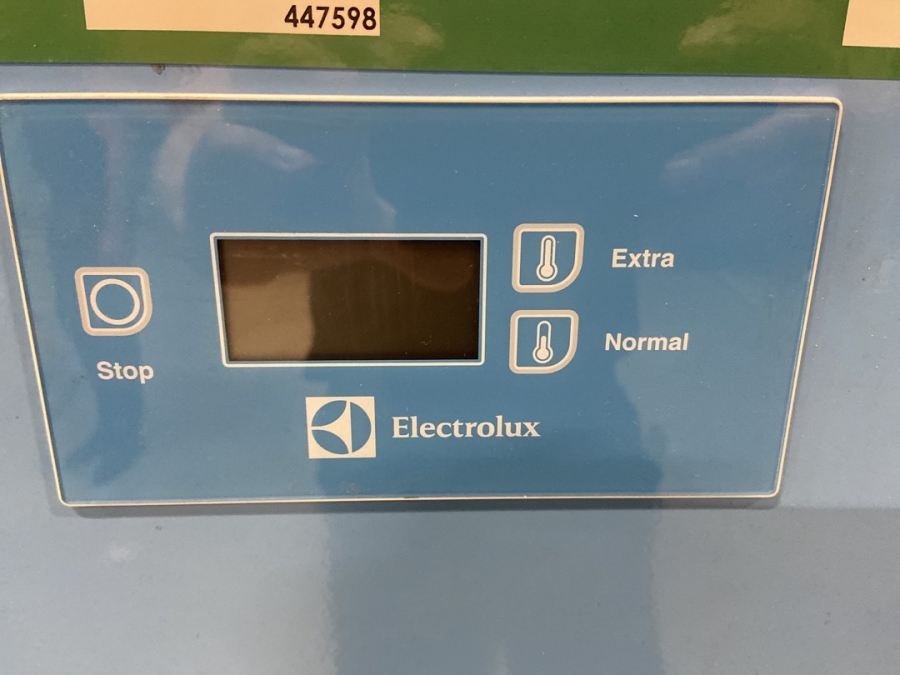 447598
Extra
Normal
Stop
Electrolux